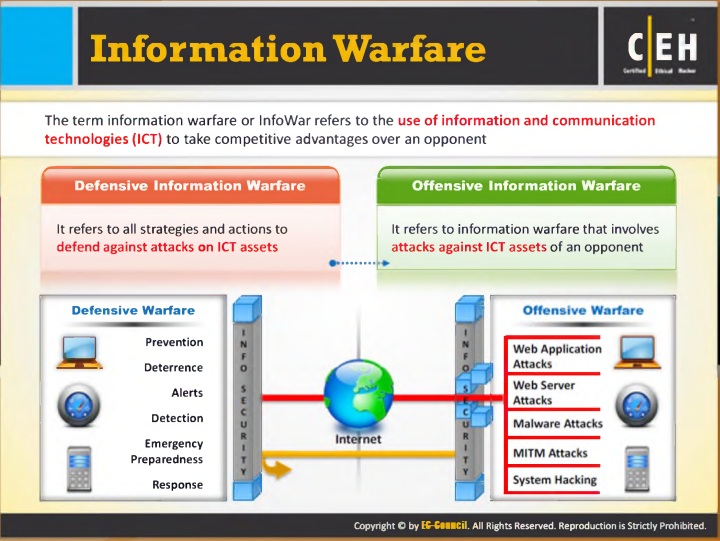 Information Warfare
CEH
Certified Ethical Hacker
The term information warfare or InfoWar refers to the use of information and communication
technologies (ICT) to take competitive advantages over an opponent
Defensive Information Warfare
It refers to all strategies and actions to
defend against attacks on ICT assets
Offensive Information Warfare
It refers to information warfare that involves
attacks against ICT assets of an opponent
Defensive Warfare
Prevention
Deterrence
Alerts
Detection
Emergency
Preparedness
Response
INFO SECURITY
Internet
INFO SECURITY
Offensive Warfare
Web Application
Attacks
Web Server
Attacks
Malware Attacks
MITM Attacks
System Hacking
Copyright © by EC-Council. All Rights Reserved. Reproduction is Strictly Prohibited.